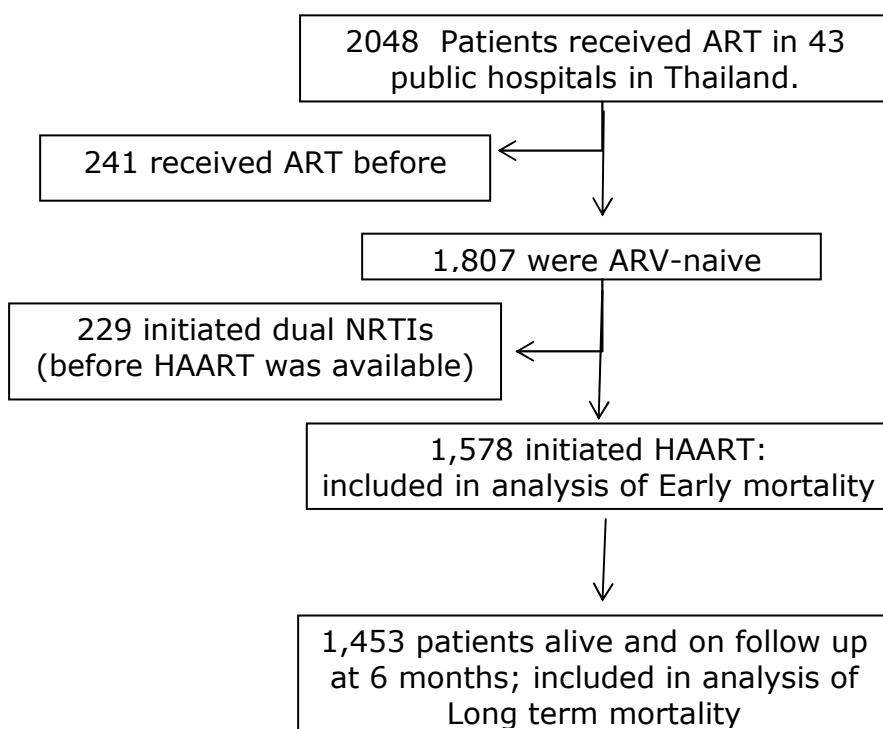 2048 Patients received ART in 43
public hospitals in Thailand.
241 received ART before
1,807 were ARV-naive
229 initiated dual NRTIs
(before HAART was available)
1,578 initiated HAART:
included in analysis of Early mortality
1,453 patients alive and on follow up
at 6 months; included in analysis of
Long term mortality